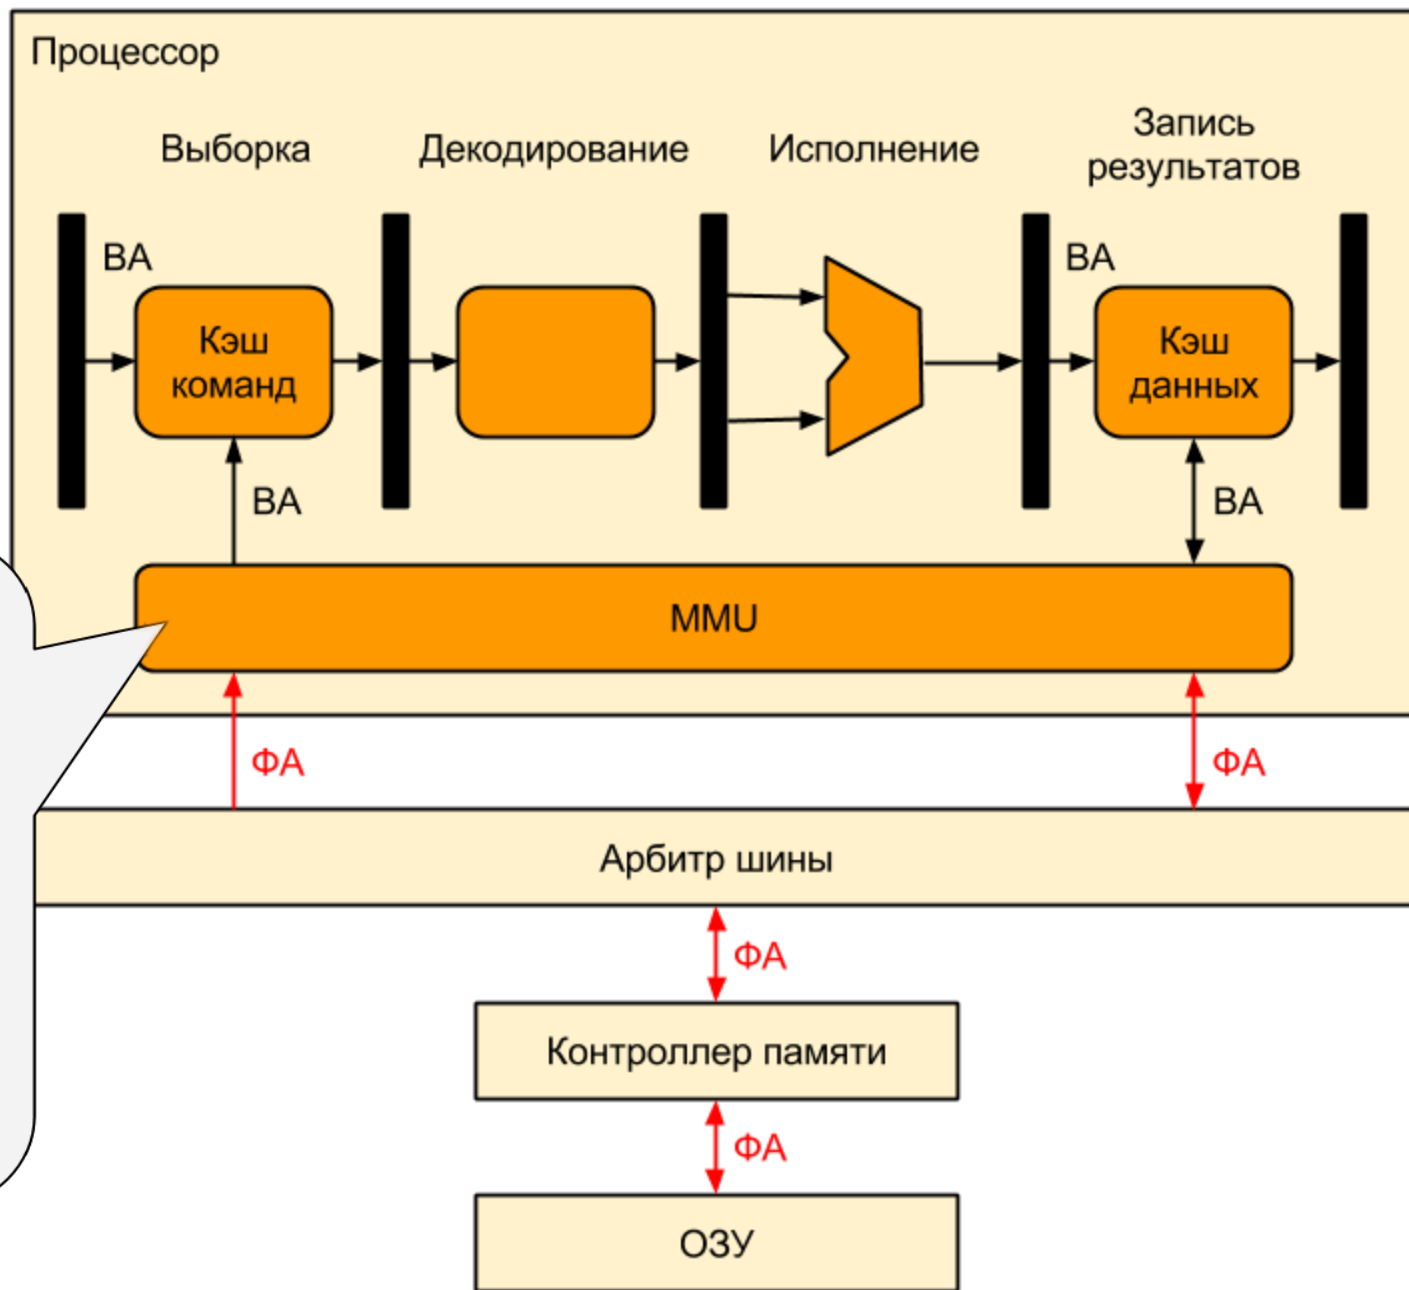 Процессор
Выборка
Декодирование
Исполнение
Запись
результатов
ВА
ВА
Кэш
команд
Кэш
данных
ВА
ВА
MMU
ФА
ФА
Арбитр шины
ФА
Контроллер памяти
ФА
ОЗУ